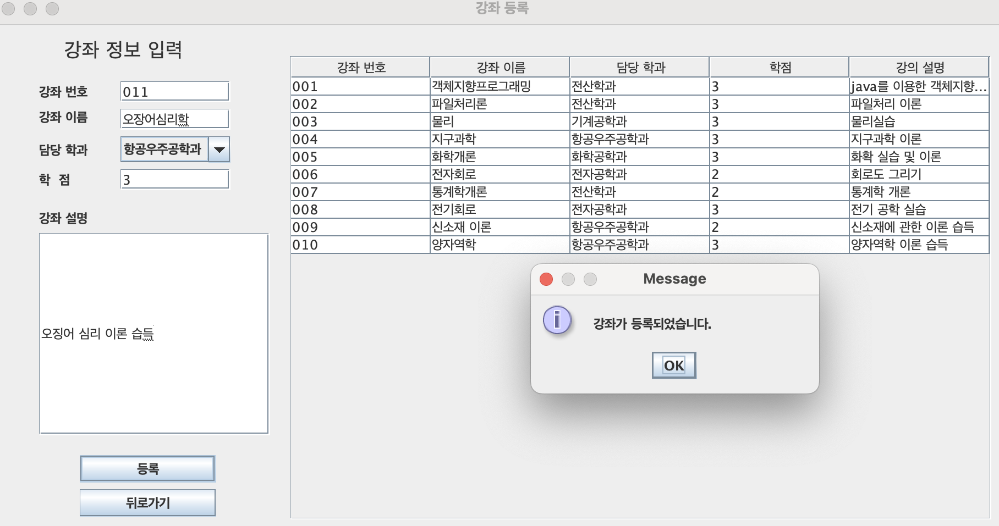 강좌 등록
강좌 정보 입력
강좌 번호 011
강좌 이름 오장어심리학
담당 학과 항공우주공학과
학 점 3
강좌 설명
오징어 심리 이론 습득
등록
뒤로가기
강좌 번호 강좌 이름 담당 학과 학점 강의 설명
001 객체지향프로그래밍 전산학과 3 java를 이용한 객체지향...
002 파일처리론 전산학과 3 파일처리 이론
003 물리 기계공학과 3 물리실습
004 지구과학 항공우주공학과 3 지구과학 이론
005 화학개론 화학공학과 3 화확 실습 및 이론
006 전자회로 전자공학과 2 회로도 그리기
007 통계학개론 전산학과 2 통계학 개론
008 전기회로 전자공학과 3 전기 공학 실습
009 신소재 이론 항공우주공학과 2 신소재에 관한 이론 습득
010 양자역학 항공우주공학과 3 양자역학 이론 습득
Message
강좌가 등록되었습니다.
OK